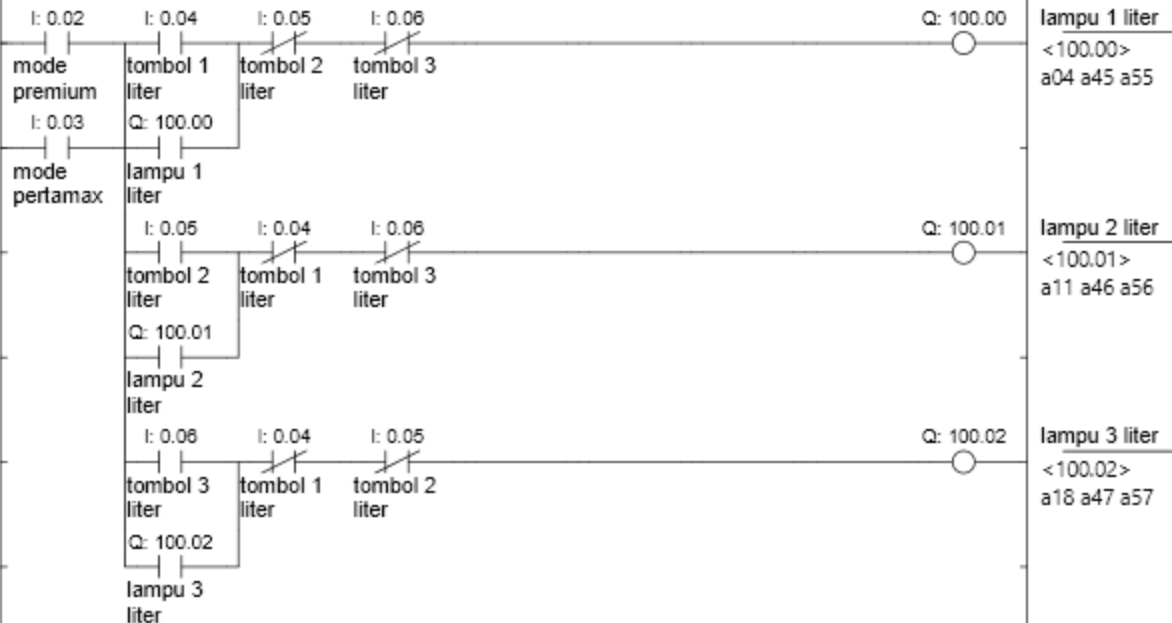 I: 0.02 I: 0.04 I: 0.05 I: 0.06 Q: 100.00 lampu 1 liter
<100.00>
mode tombol 1 tombol 2 tombol 3
a04 a45 a55
premium liter liter liter
I: 0.03 Q: 100.00
mode lampu 1
pertamax liter
I: 0.05 I: 0.04 I: 0.06 Q: 100.01 lampu 2 liter
<100.01>
tombol 2 tombol 1 tombol 3
a11 a46 a56
liter liter liter
Q: 100.01
lampu 2
liter
I: 0.06 I: 0.04 I: 0.05 Q: 100.02 lampu 3 liter
<100.02>
tombol 3 tombol 1 tombol 2
a18 a47 a57
liter liter liter
Q: 100.02
lampu 3
liter